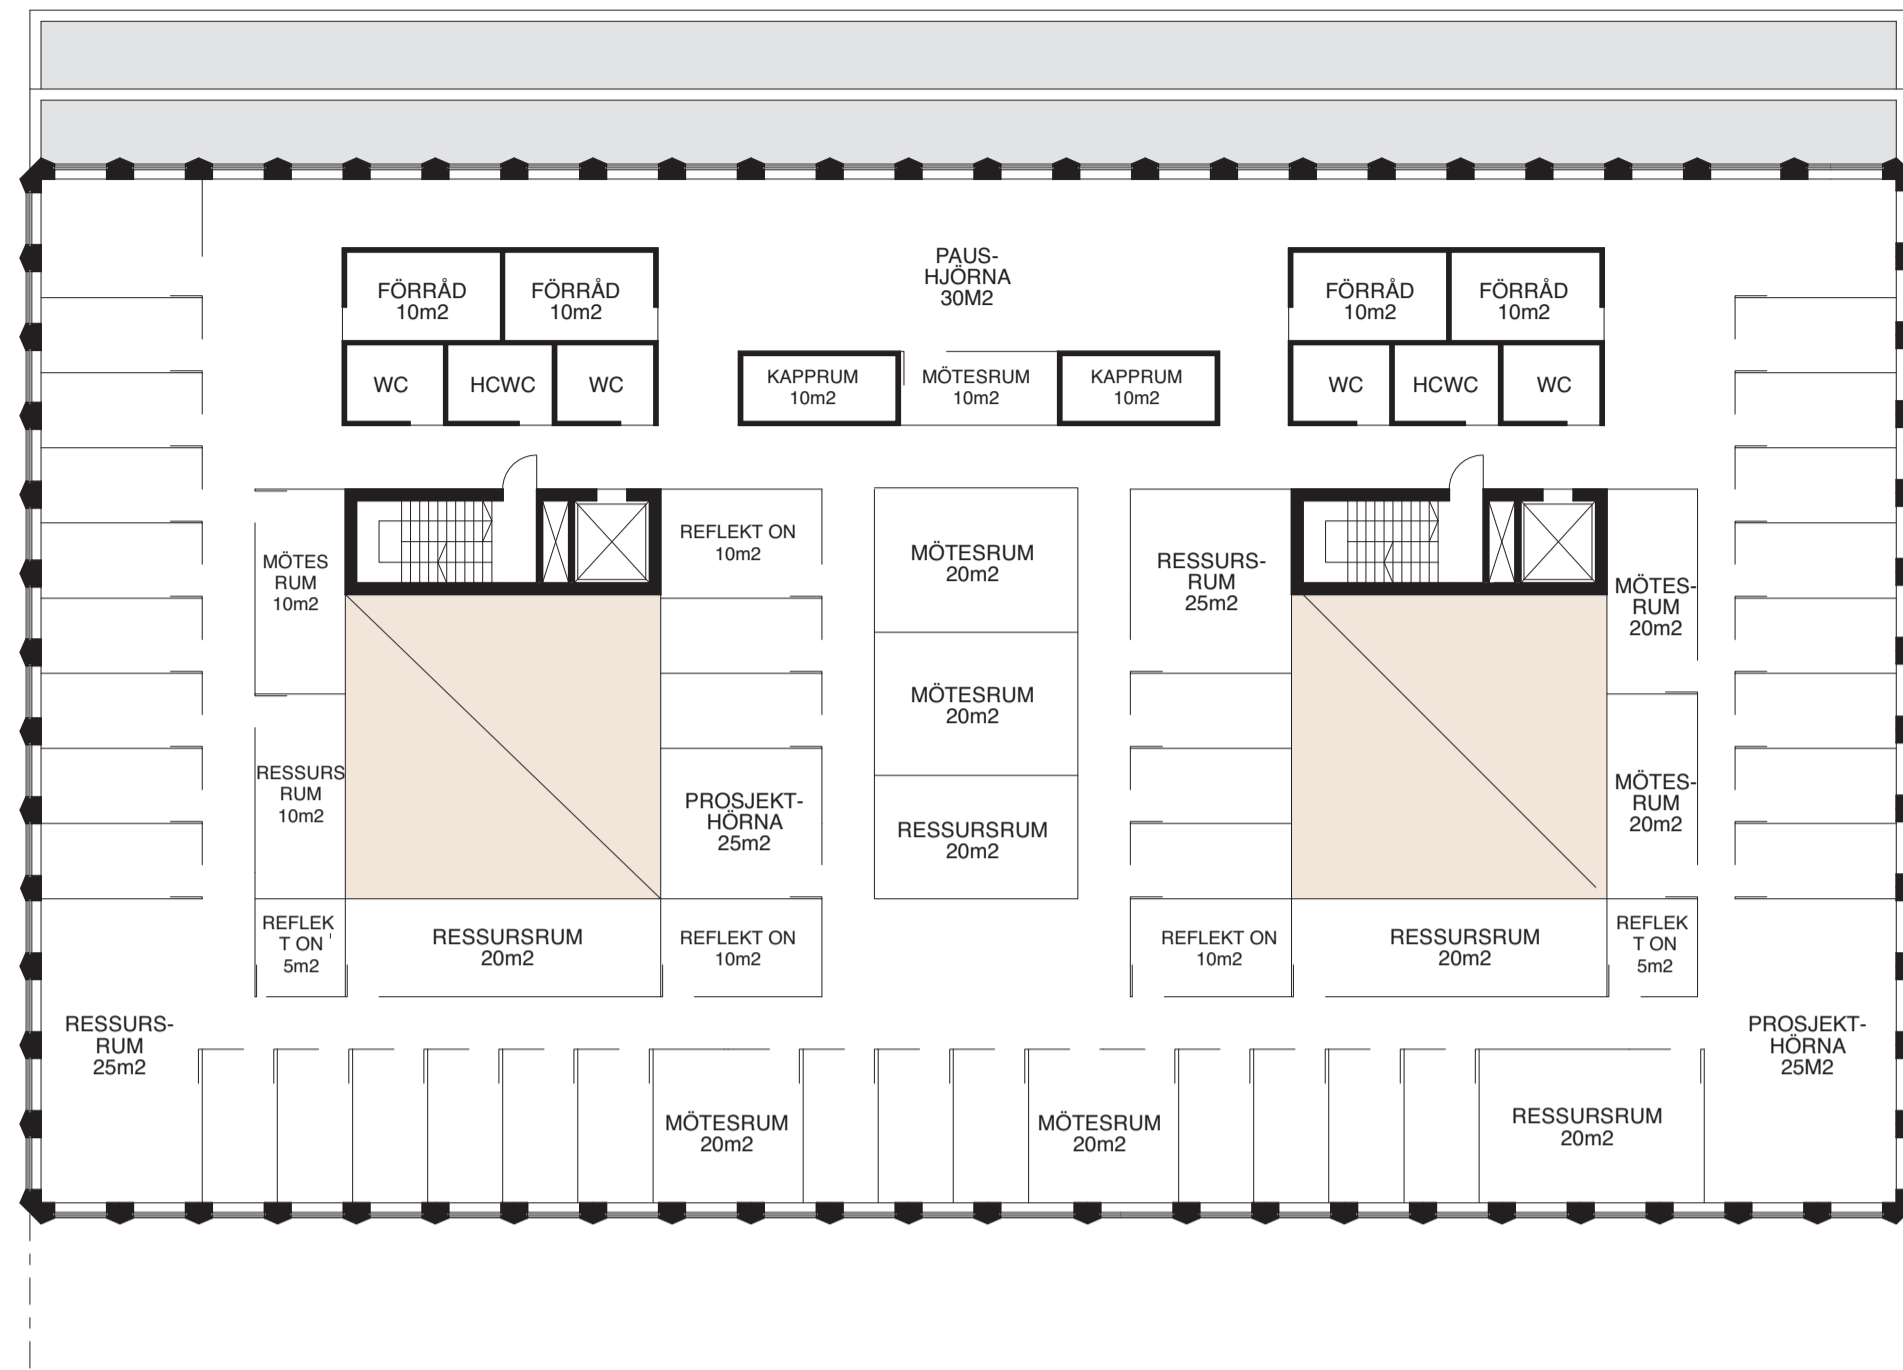 PAUS-
HJÖRNA
30M2
FÖRRÅD
10m2
FÖRRÅD
10m2
FÖRRÅD
10m2
FÖRRÅD
10m2
WC
HCWC
WC
KAPPRUM
10m2
MÖTESRUM
10m2
KAPPRUM
10m2
WC
HCWC
WC
MÖTES
RUM
10m2
REFLEKT ON
10m2
MÖTESRUM
20m2
RESSURS-
RUM
25m2
MÖTES-
RUM
20m2
MÖTESRUM
20m2
RESSURS
RUM
10m2
PROSJEKT-
HÖRNA
25m2
RESSURSRUM
20m2
MÖTES-
RUM
20m2
REFLEK
T ON
5m2
RESSURSRUM
20m2
REFLEKT ON
10m2
REFLEKT ON
10m2
RESSURSRUM
20m2
REFLEK
T ON
5m2
RESSURS-
RUM
25m2
PROSJEKT-
HÖRNA
25M2
MÖTESRUM
20m2
MÖTESRUM
20m2
RESSURSRUM
20m2